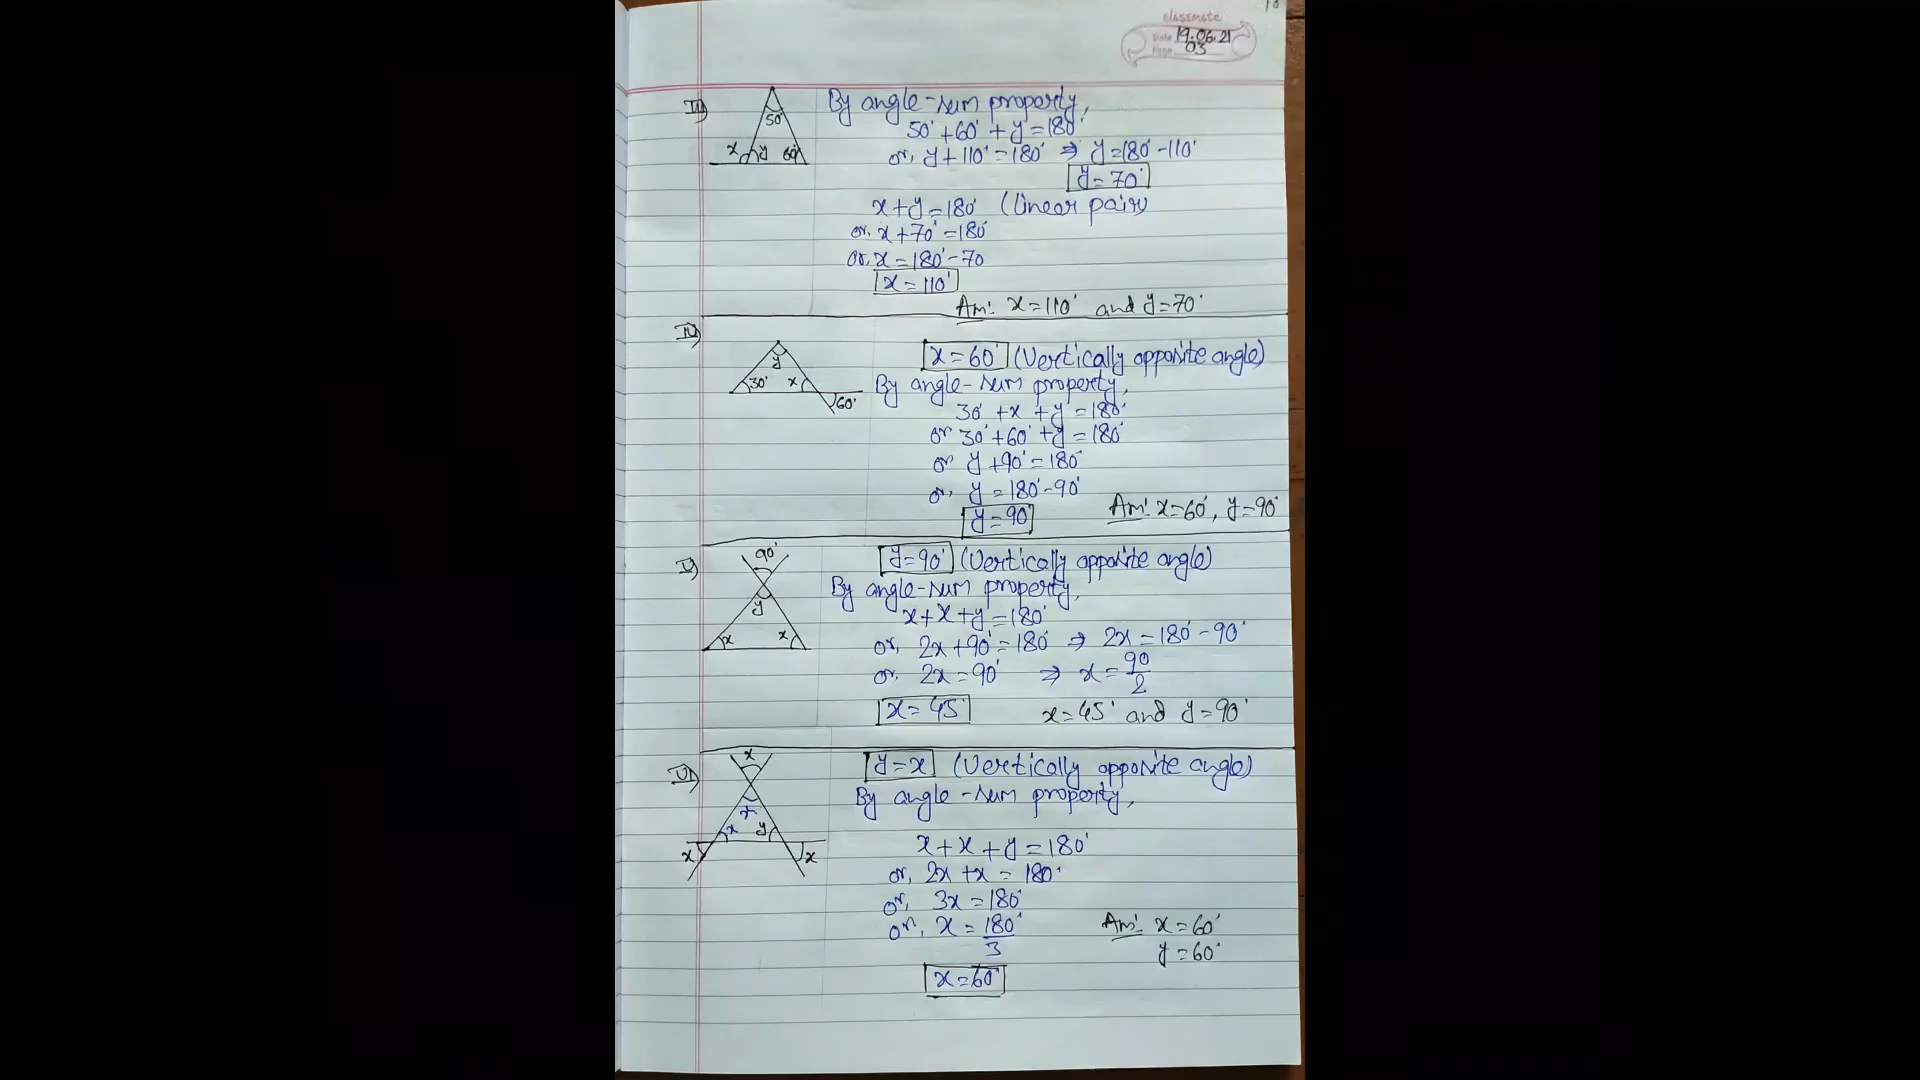 classmate
Date 19.06.21
Page 03
III)
50°
x y 60°
By angle-sum property,
50° + 60° + y = 180°
or, y + 110° = 180° ⇒ y = 180° - 110°
y = 70°
x + y = 180° (linear pair)
or, x + 70° = 180°
or, x = 180° - 70
x = 110°
Ans: x = 110° and y = 70°
IV)
y
30° x
60°
x = 60° (Vertically opposite angle)
By angle-sum property,
30° + x + y = 180°
or 30° + 60° + y = 180°
or y + 90° = 180°
or, y = 180° - 90°
y = 90°
Ans: x = 60°, y = 90°
V)
90°
y
x x
y = 90° (Vertically opposite angle)
By angle-sum property,
x + x + y = 180°
or, 2x + 90° = 180° ⇒ 2x = 180° - 90°
or, 2x = 90° ⇒ x = 90/2
x = 45°
x = 45° and y = 90°
VI)
x
x
x y
x x
y = x (Vertically opposite angle)
By angle-sum property,
x + x + y = 180°
or, 2x + x = 180°
or, 3x = 180°
or, x = 180°/3
x = 60°
Ans: x = 60°
y = 60°